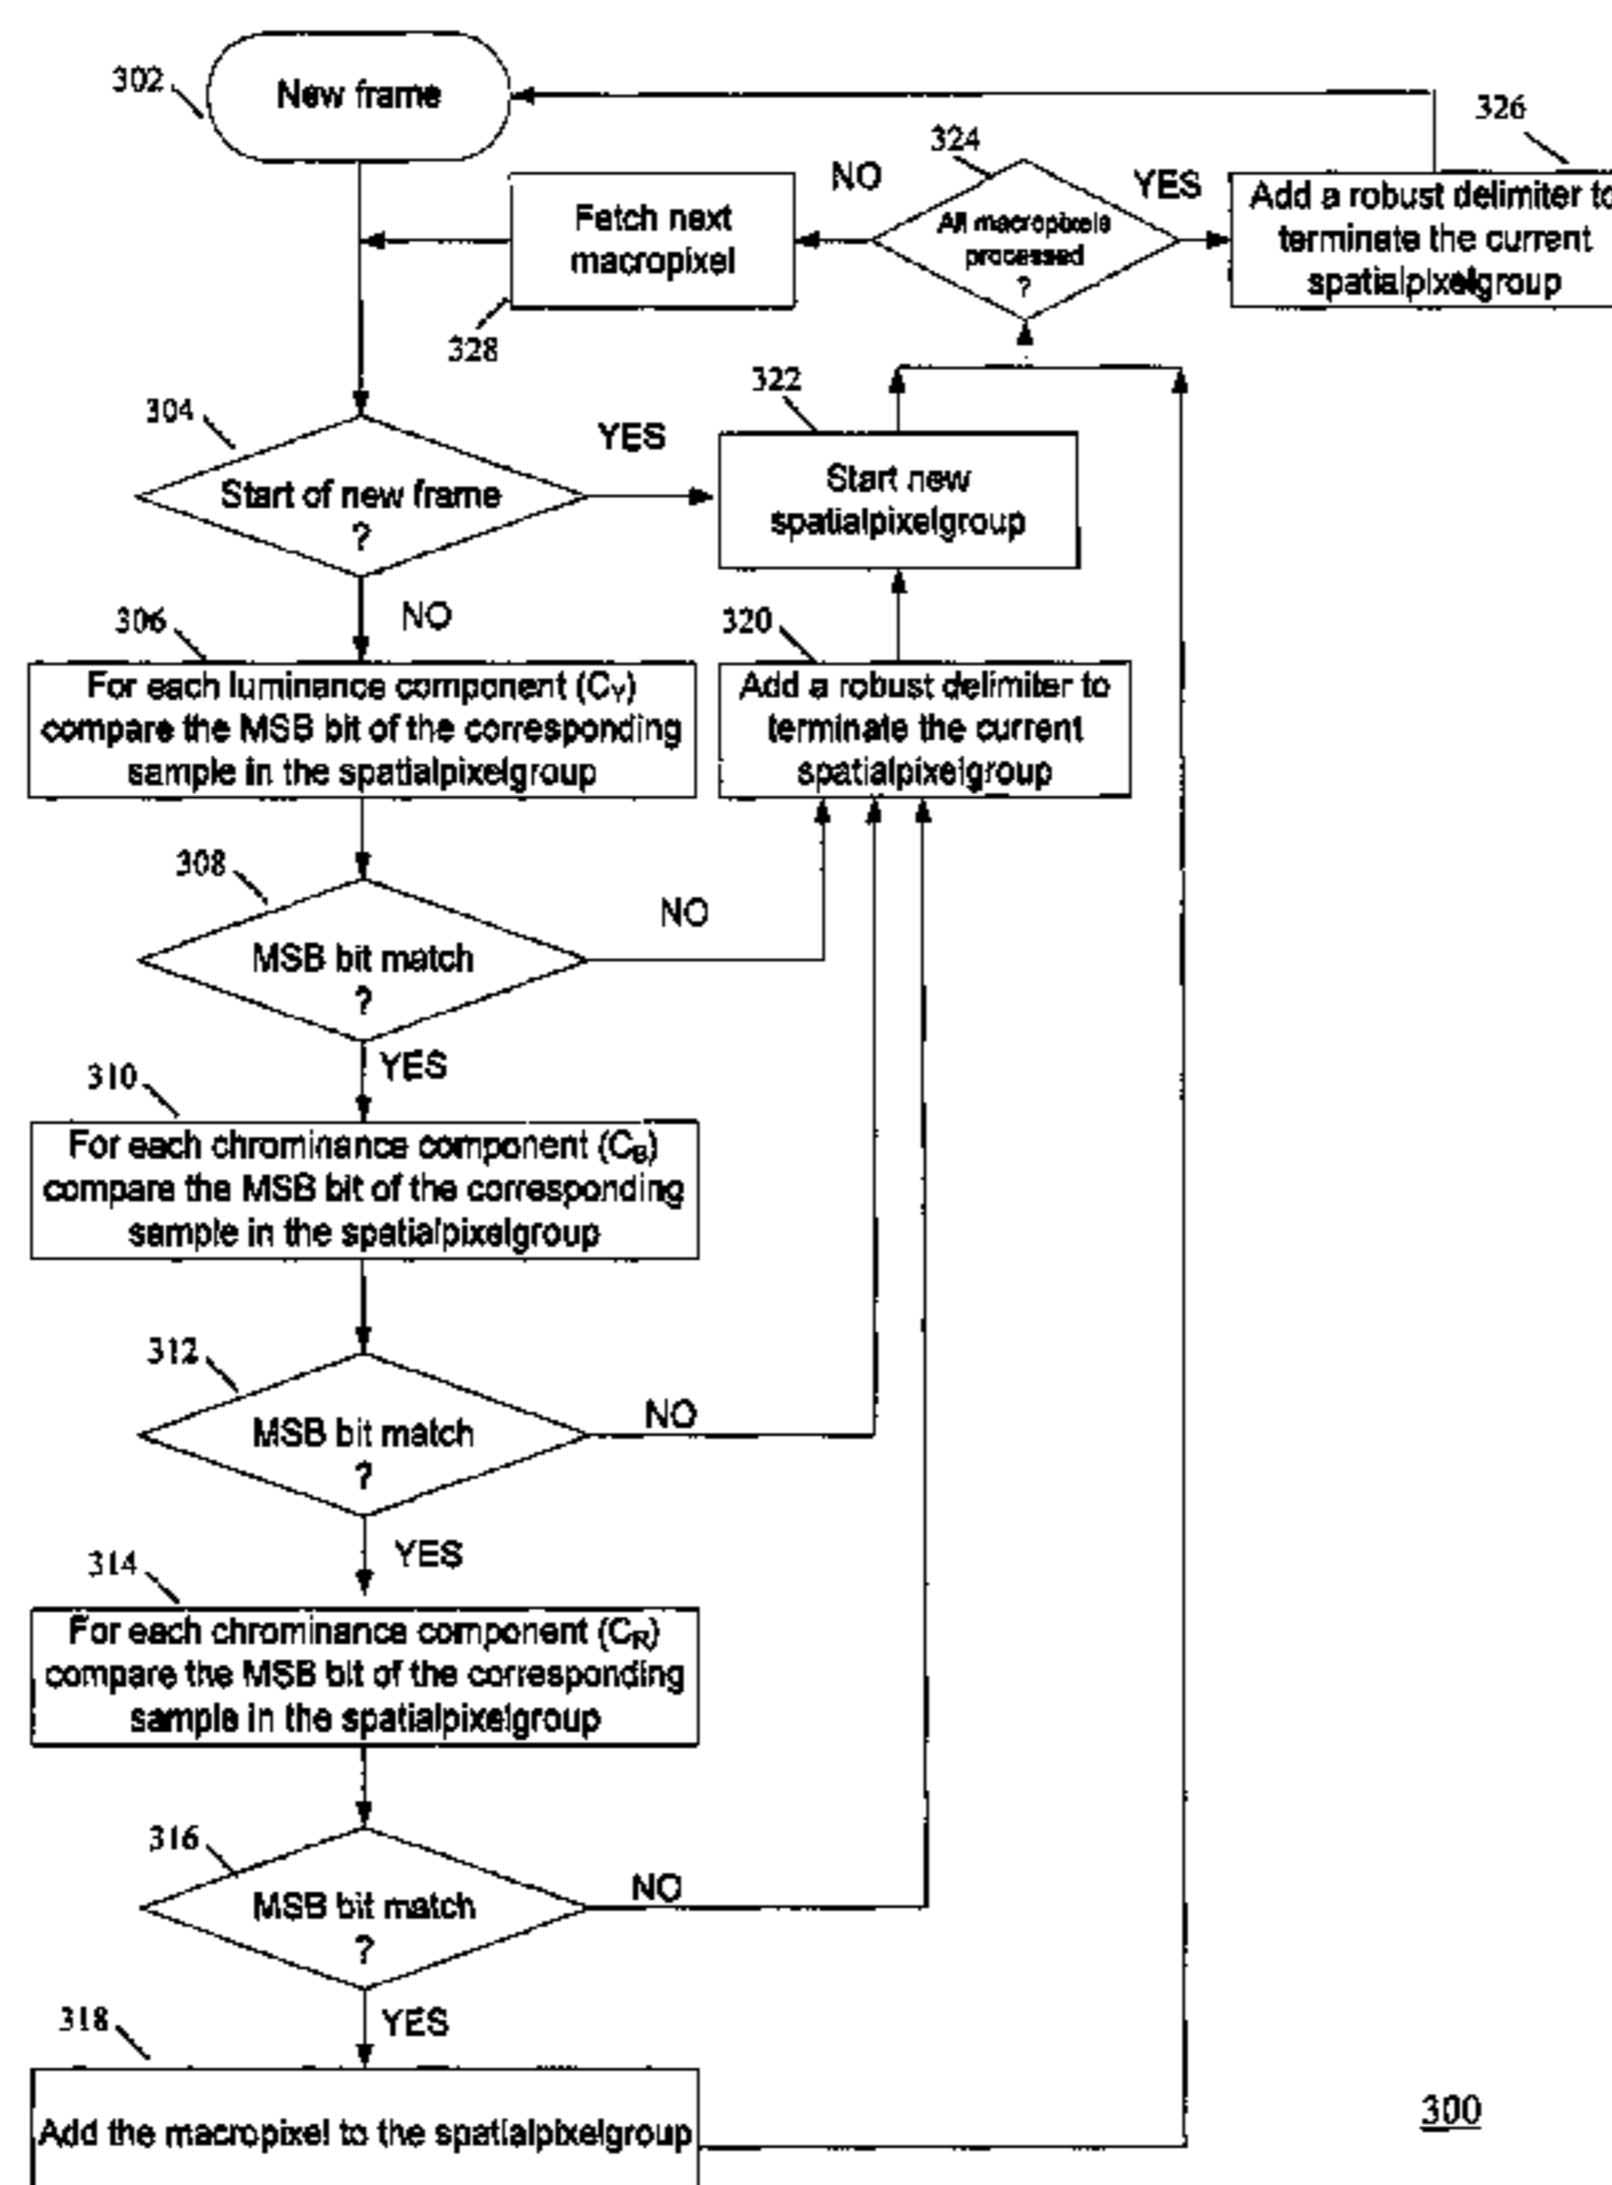 302
New frame
326
324
NO
YES
Fetch next
macropixel
All macropixels
processed
?
Add a robust delimiter to
terminate the current
spatialpixelgroup
328
322
304
YES
Start new
spatialpixelgroup
Start of new frame
?
NO
306
320
For each luminance component (CY)
compare the MSB bit of the corresponding
sample in the spatialpixelgroup
Add a robust delimiter to
terminate the current
spatialpixelgroup
308
NO
MSB bit match
?
YES
310
For each chrominance component (CB)
compare the MSB bit of the corresponding
sample in the spatialpixelgroup
312
NO
MSB bit match
?
YES
314
For each chrominance component (CR)
compare the MSB bit of the corresponding
sample in the spatialpixelgroup
316
NO
MSB bit match
?
YES
318
Add the macropixel to the spatialpixelgroup
300